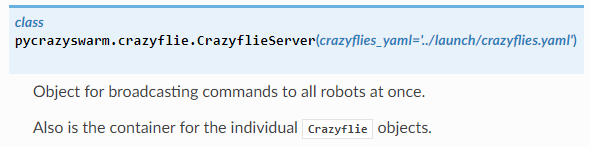 class
pycrazyswarm.crazyflie.CrazyflieServer(crazyflies_yaml='../launch/crazyflies.yaml')
Object for broadcasting commands to all robots at once.
Also is the container for the individual Crazyflie objects.